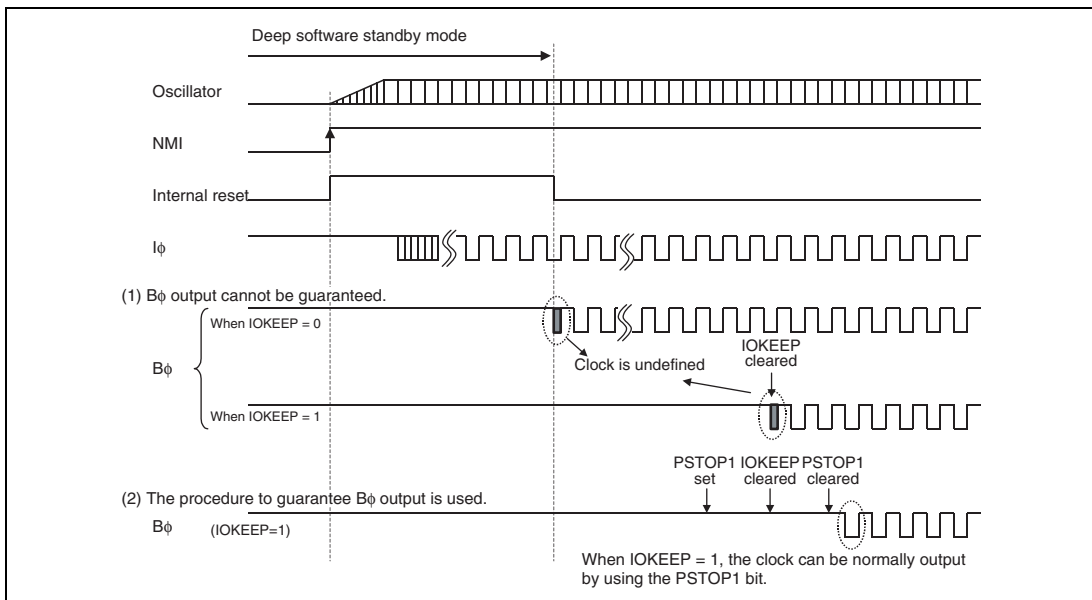 Deep software standby mode
Oscillator
NMI
Internal reset
Iϕ
(1) Bϕ output cannot be guaranteed.
When IOKEEP = 0
IOKEEP
cleared
Clock is undefined
Bϕ
When IOKEEP = 1
PSTOP1 IOKEEP PSTOP1
set cleared cleared
(2) The procedure to guarantee Bϕ output is used.
Bϕ (IOKEEP=1)
When IOKEEP = 1, the clock can be normally output
by using the PSTOP1 bit.